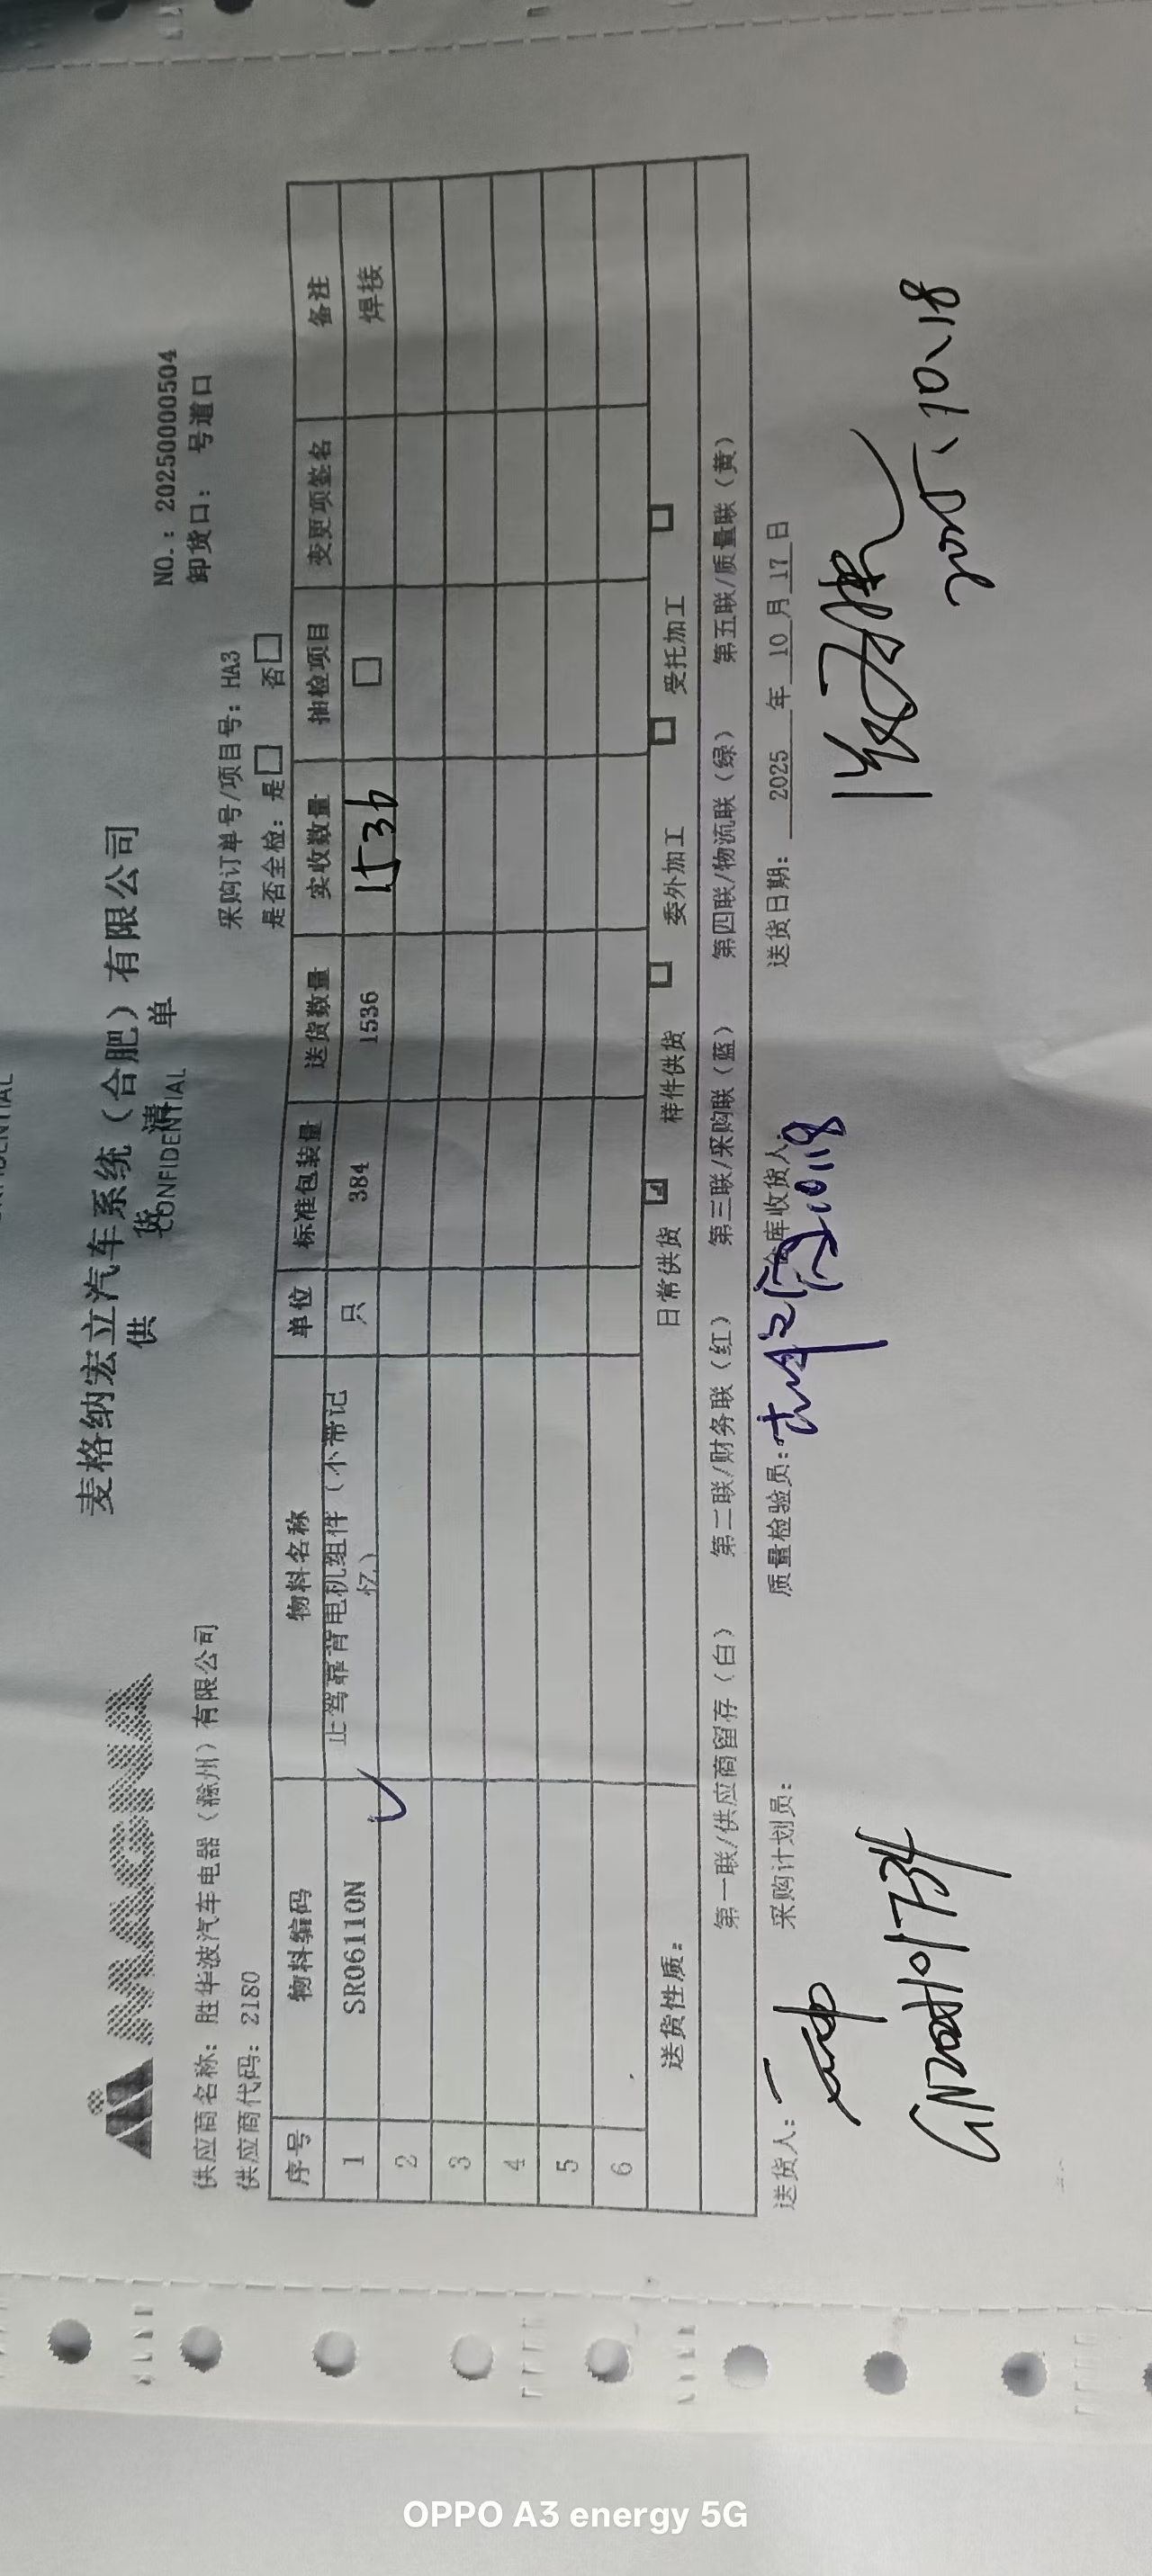 麦格纳宏立汽车系统（合肥）有限公司
供 货 清 单
CONFIDENTIAL
MAGNA
NO.: 20250000504
卸货口： 号道口
供应商名称: 胜华波汽车电器（滁州）有限公司
采购订单号/项目号: HA3
供应商代码: 2180
是否全检: 是□ 否□
序号 物料编码 物料名称 单位 标准包装量 送货数量 实收数量 抽检项目 变更项签名 备注
1 SR06110N 正驾靠背电机组件（不带记忆） 只 384 1536 1536 □ 焊接
2
3
4
5
6
送货性质: 日常供货 ☑ 样件供货 □ 委外加工 □ 受托加工 □
第一联/供应商留存（白） 第二联/财务联（红） 第三联/采购联（蓝） 第四联/物流联（绿） 第五联/质量联（黄）
送货人: 采购计划员: 质量检验员: 仓库收货人: 送货日期: 2025 年 10 月 17 日
2025.10.18
OPPO A3 energy 5G